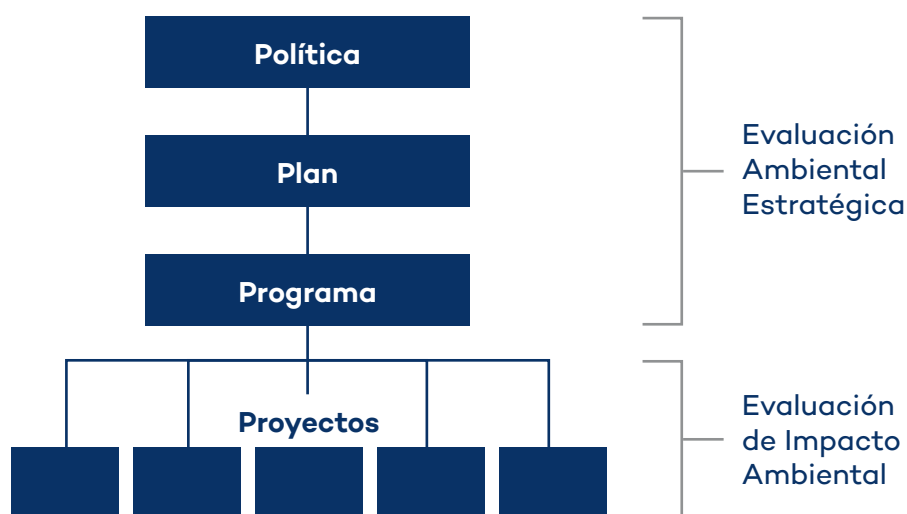 Política
Plan
Programa
Evaluación
Ambiental
Estratégica
Proyectos
Evaluación
de Impacto
Ambiental